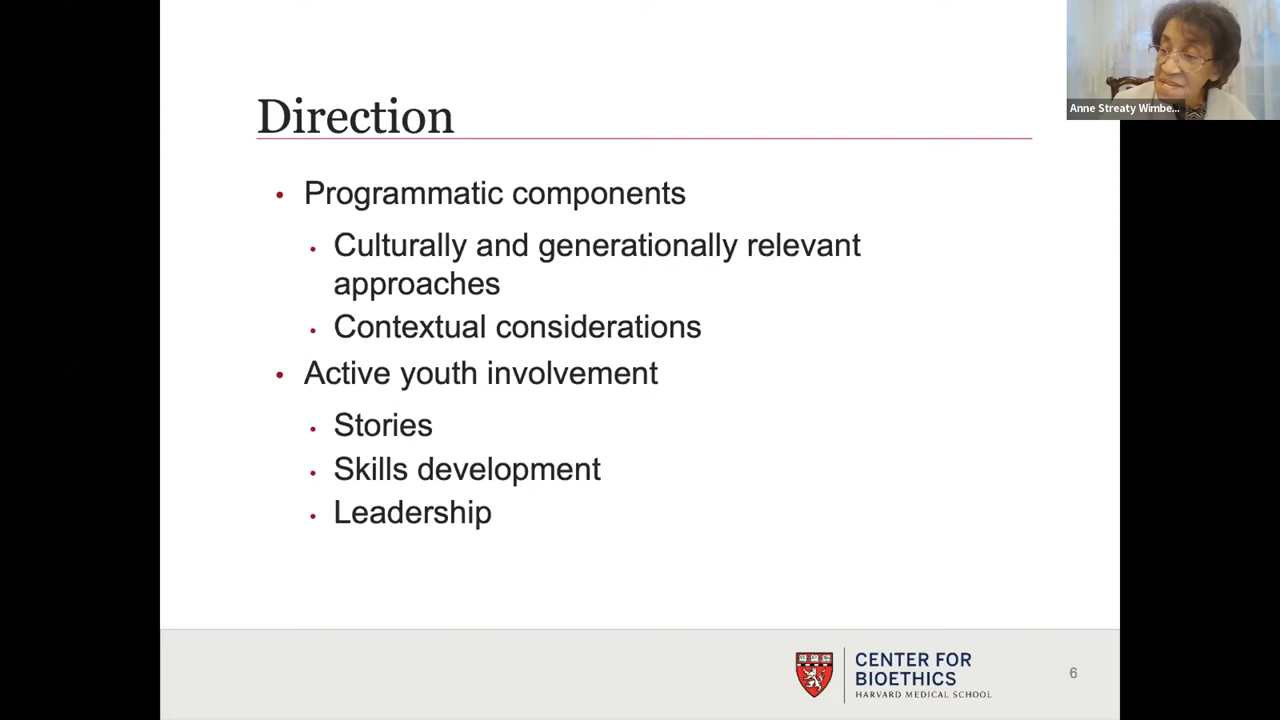 Direction
Anne Streaty Wimbe...
• Programmatic components
• Culturally and generationally relevant
approaches
• Contextual considerations
• Active youth involvement
• Stories
• Skills development
• Leadership
CENTER FOR
BIOETHICS
HARVARD MEDICAL SCHOOL
6